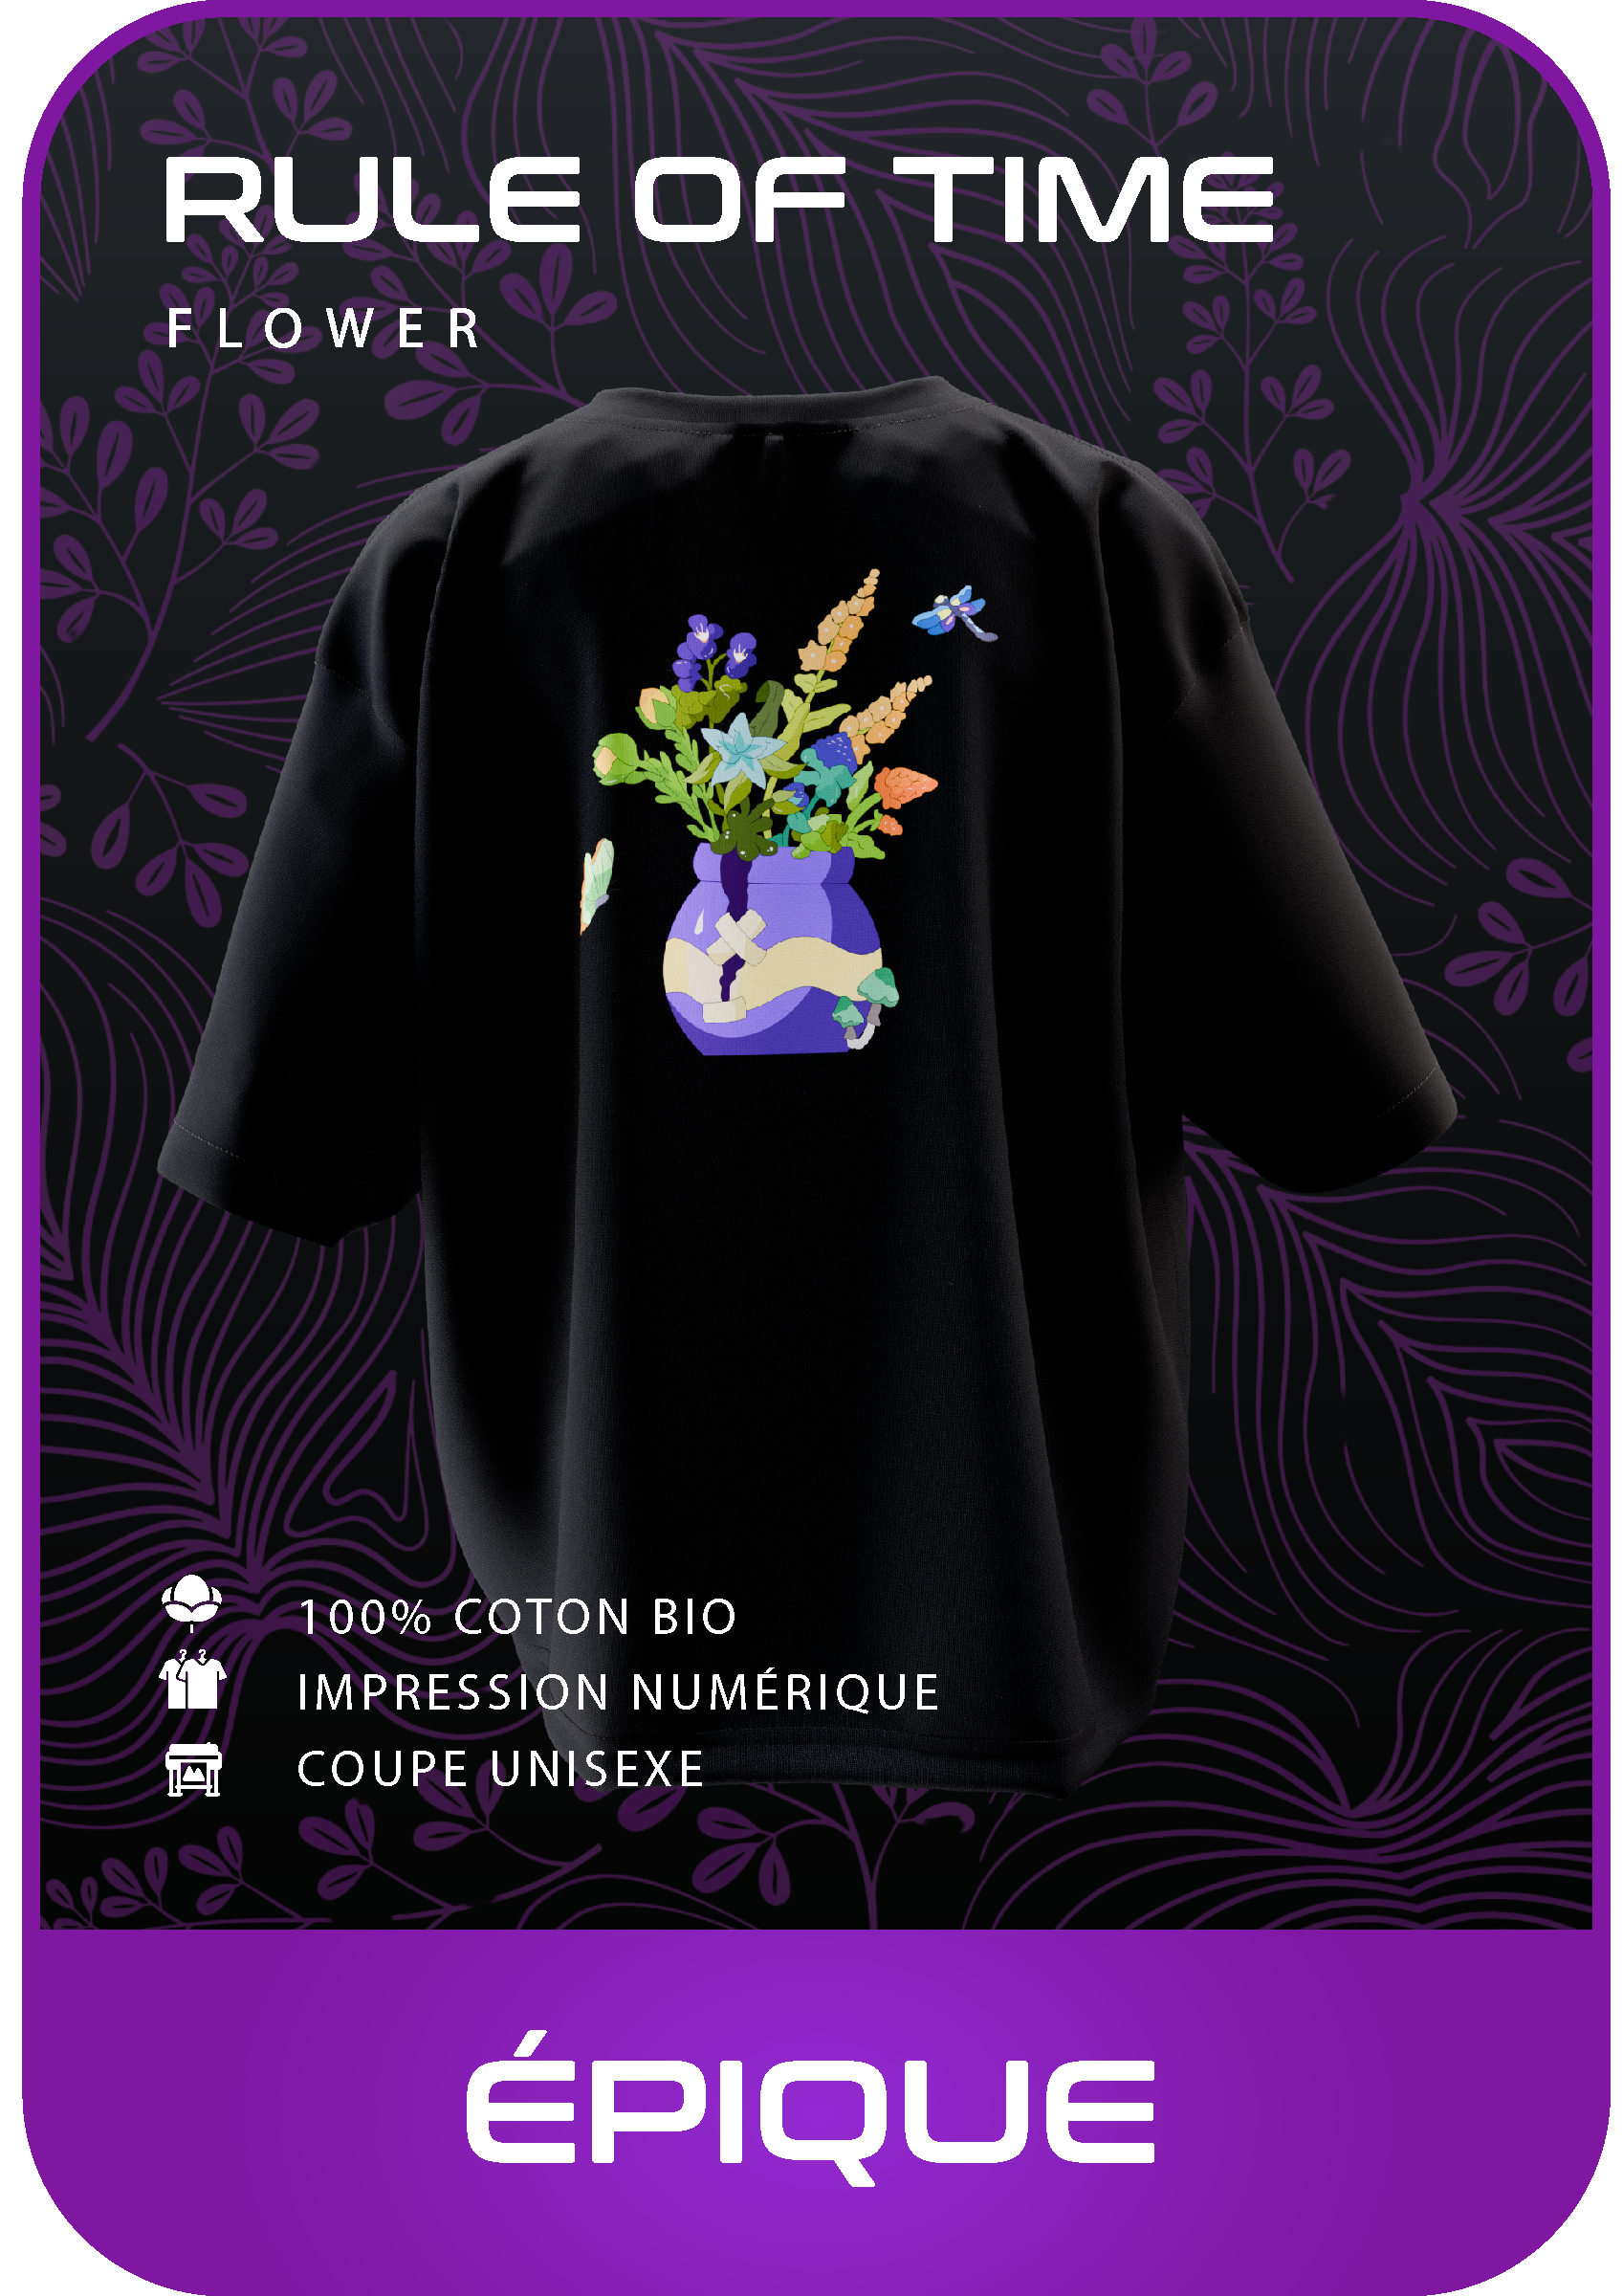 RULE OF TIME
FLOWER
100% COTON BIO
IMPRESSION NUMÉRIQUE
COUPE UNISEXE
ÉPIQUE